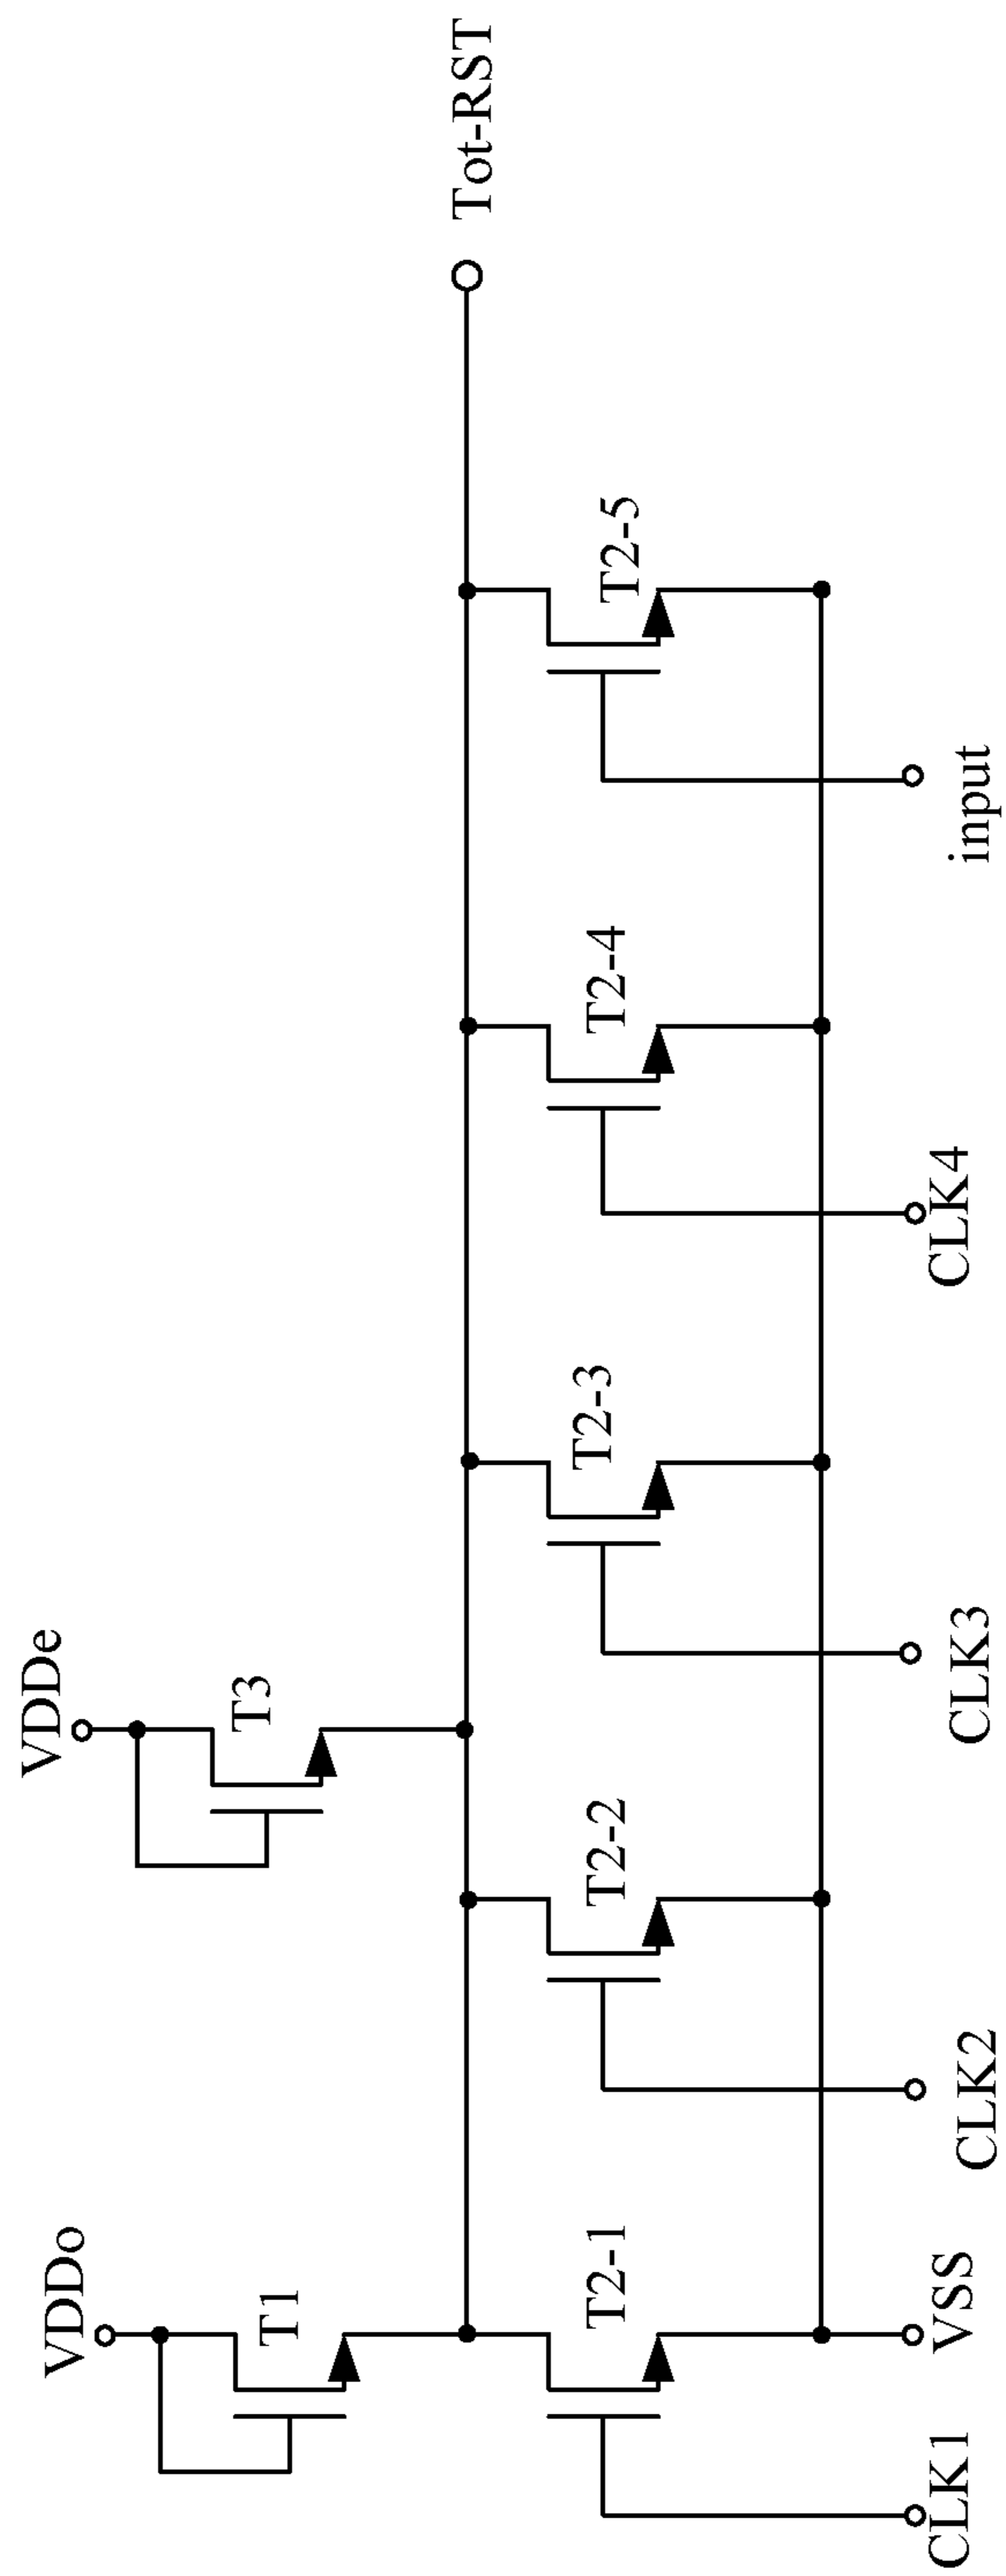 VDDo
VDDe
T1
T3
Tot-RST
T2-1
T2-2
T2-3
T2-4
T2-5
CLK1
VSS
CLK2
CLK3
CLK4
input